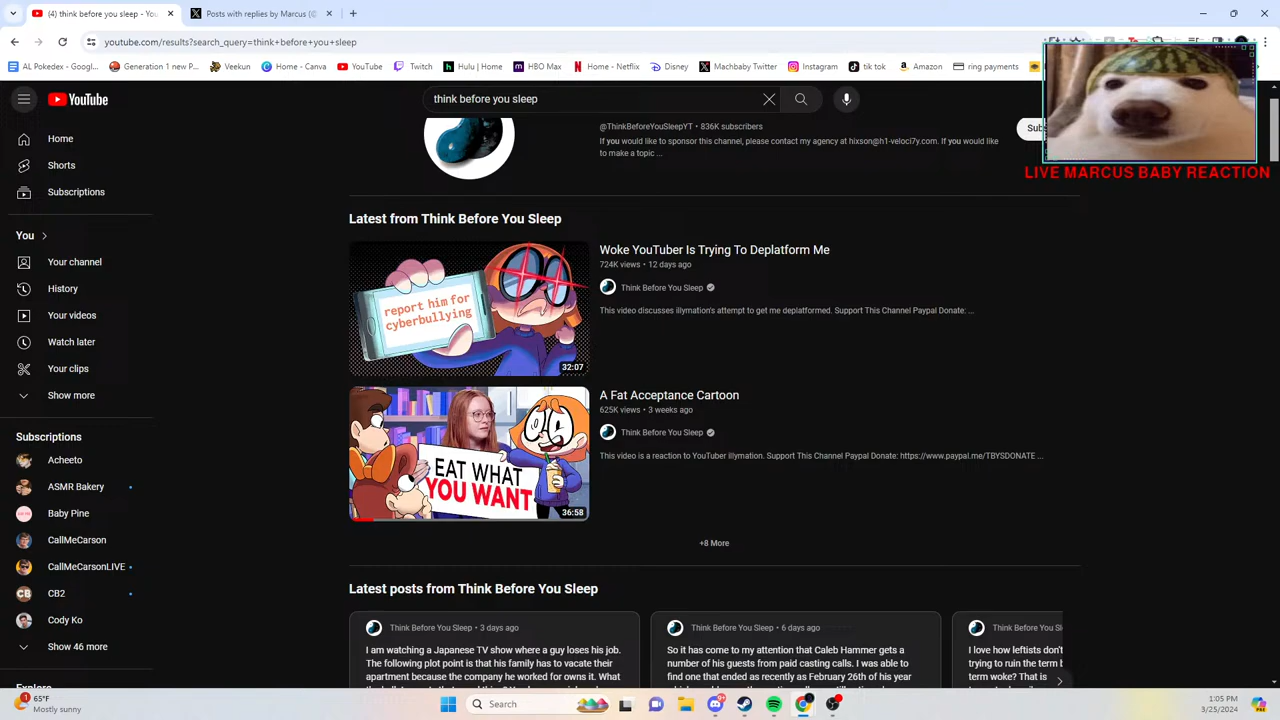 (4) think before you sleep - You
Posts with replies by Marcus (@
youtube.com/results?search_query=think+before+you+sleep
AL Pokedex - Googl...
Generation 1 new P...
Veekun
Home - Canva
YouTube
Twitch
Hulu | Home
HBO Max
Home - Netflix
Disney
Machbaby Twitter
Instagram
tik tok
Amazon
ring payments
YouTube
think before you sleep
LIVE MARCUS BABY REACTION
Home
Shorts
Subscriptions
You
Your channel
History
Your videos
Watch later
Your clips
Show more
Subscriptions
Acheeto
ASMR Bakery
Baby Pine
CallMeCarson
CallMeCarsonLIVE
CB
CB2
Cody Ko
Show 46 more
@ThinkBeforeYouSleepYT • 836K subscribers
If you would like to sponsor this channel, please contact my agency at hixson@h1-veloci7y.com. If you would like
to make a topic ...
Latest from Think Before You Sleep
report him for
cyberbullying
32:07
Woke YouTuber Is Trying To Deplatform Me
724K views • 12 days ago
Think Before You Sleep
This video discusses illymation's attempt to get me deplatformed. Support This Channel Paypal Donate: ...
EAT WHAT
YOU WANT
36:58
A Fat Acceptance Cartoon
625K views • 3 weeks ago
Think Before You Sleep
This video is a reaction to YouTuber illymation. Support This Channel Paypal Donate: https://www.paypal.me/TBYSDONATE ...
+8 More
Latest posts from Think Before You Sleep
Think Before You Sleep • 3 days ago
I am watching a Japanese TV show where a guy loses his job.
The following plot point is that his family has to vacate their
apartment because the company he worked owns it. What
Think Before You Sleep • 6 days ago
So it has come to my attention that Caleb Hammer gets a
number of his guests from paid casting calls. I was able to
find one that ended as recently as February 26th of his year
Think Before You Sl
I love how leftists don't
trying to ruin the term b
term woke? That is
65°F
Mostly sunny
Search
1:05 PM
3/25/2024